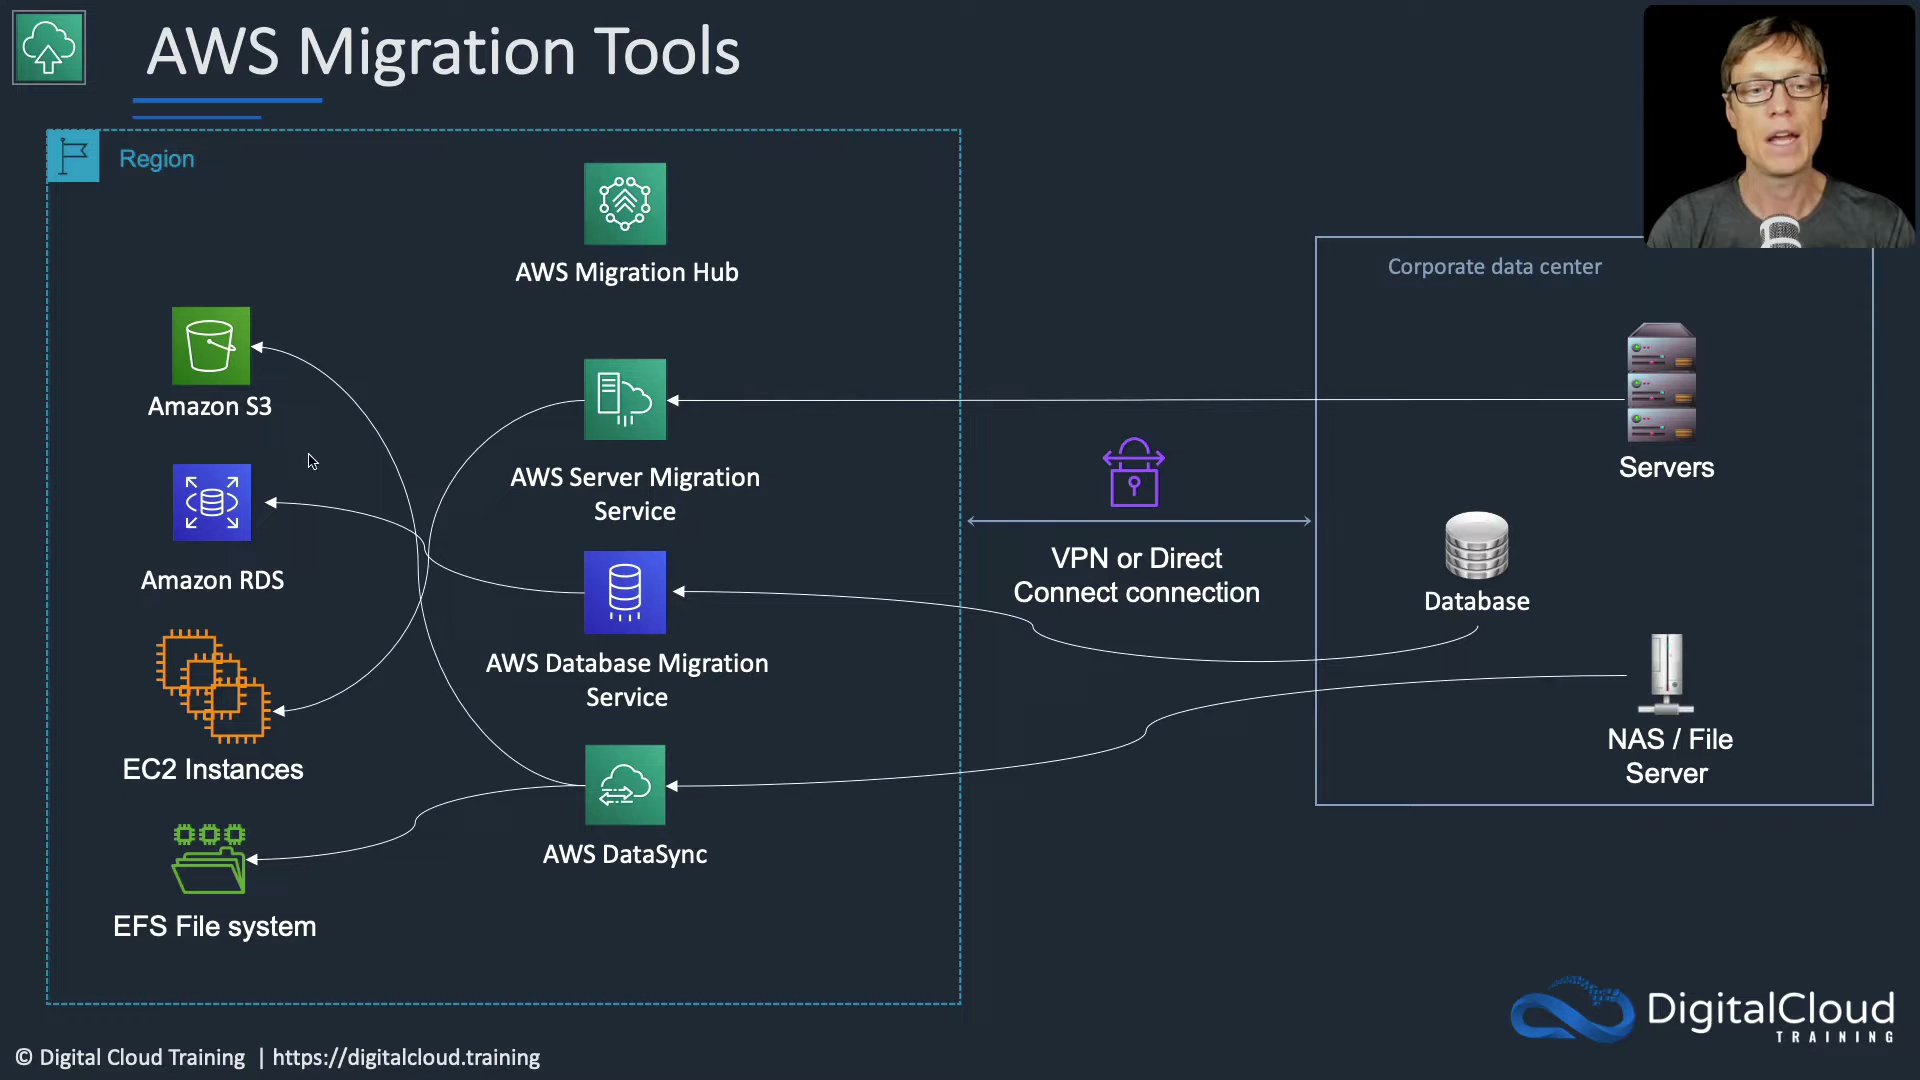 AWS Migration Tools
Region
AWS Migration Hub
Corporate data center
Amazon S3
AWS Server Migration
Service
Servers
Amazon RDS
VPN or Direct
Connect connection
Database
AWS Database Migration
Service
EC2 Instances
NAS / File
Server
AWS DataSync
EFS File system
DigitalCloud
TRAINING
© Digital Cloud Training | https://digitalcloud.training